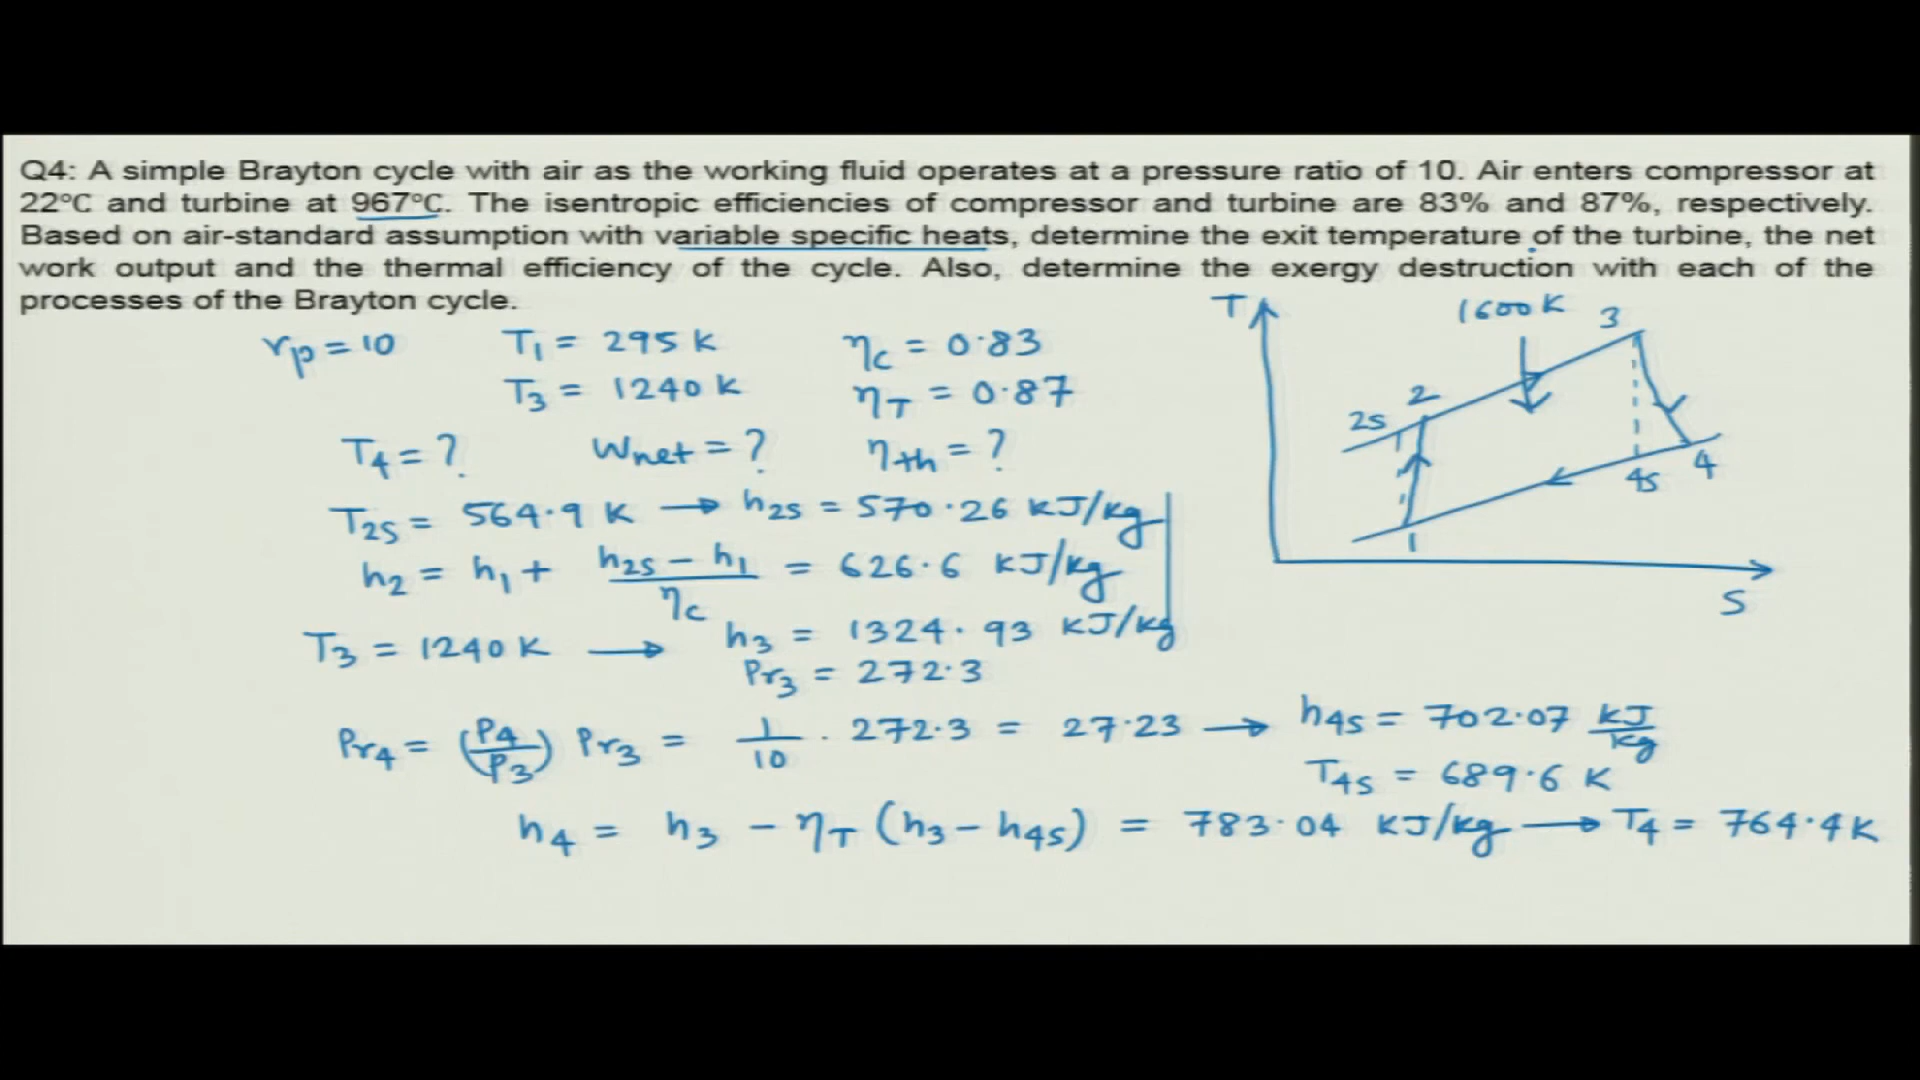 Q4: A simple Brayton cycle with air as the working fluid operates at a pressure ratio of 10. Air enters compressor at
22°C and turbine at 967°C. The isentropic efficiencies of compressor and turbine are 83% and 87%, respectively.
Based on air-standard assumption with variable specific heats, determine the exit temperature of the turbine, the net
work output and the thermal efficiency of the cycle. Also, determine the exergy destruction with each of the
processes of the Brayton cycle.
rp = 10 T1 = 295 K ηc = 0.83
T3 = 1240 K ηT = 0.87
T4 = ? Wnet = ? ηth = ?
T2s = 564.9 K → h2s = 570.26 KJ/kg
h2 = h1 + (h2s - h1)/ηc = 626.6 KJ/kg
T3 = 1240 K → h3 = 1324.93 KJ/kg
Pr3 = 272.3
Pr4 = (P4/P3) Pr3 = 1/10 . 272.3 = 27.23 → h4s = 702.07 KJ/kg
T4s = 689.6 K
h4 = h3 - ηT (h3 - h4s) = 783.04 KJ/kg → T4 = 764.4 K
T
1600 K
3
2
2s
4s
4
1
S